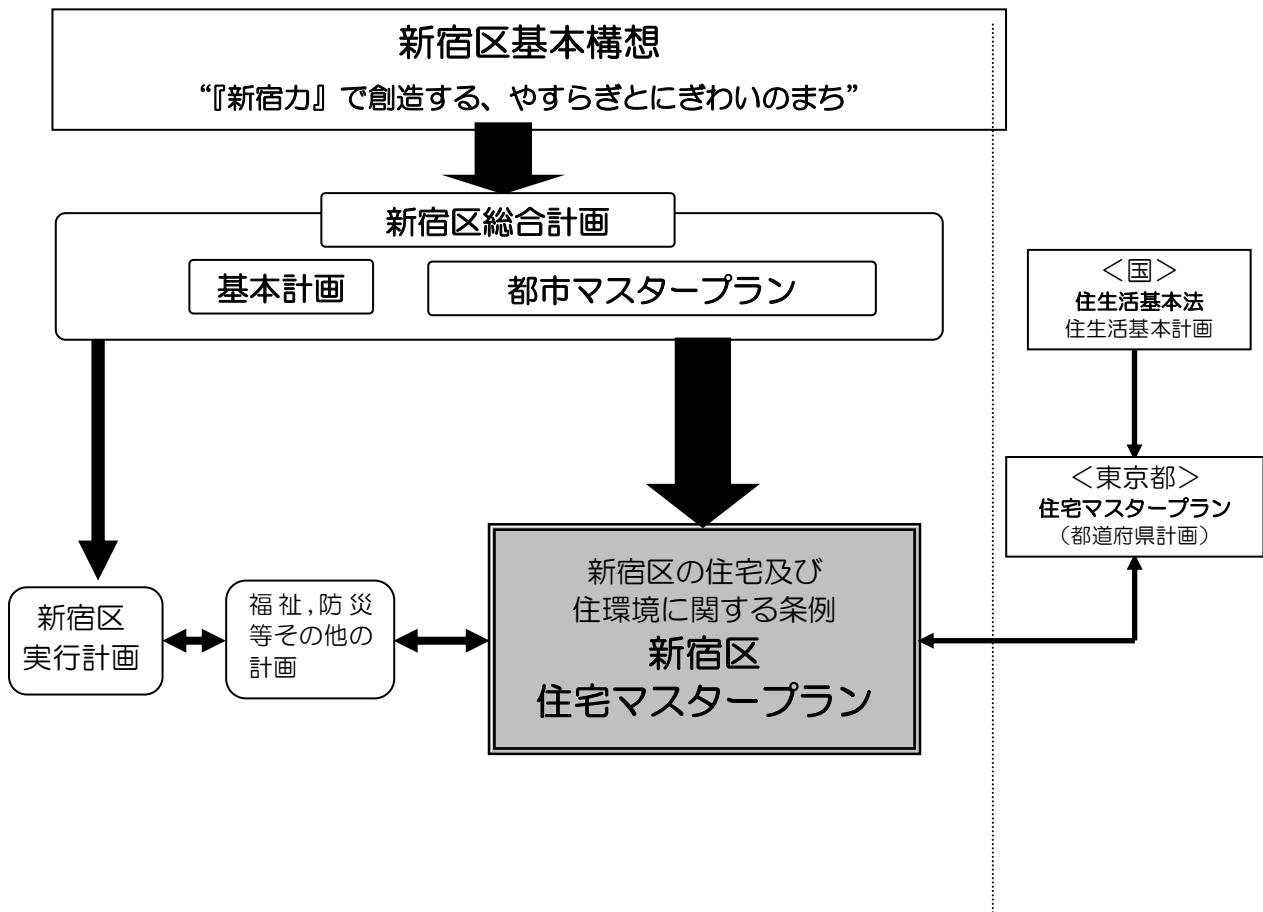 新宿区基本構想
“『新宿力』で創造する、やすらぎとにぎわいのまち”
新宿区総合計画
基本計画
都市マスタープラン
＜国＞
住生活基本法
住生活基本計画
＜東京都＞
住宅マスタープラン
（都道府県計画）
新宿区
実行計画
福祉,防災
等その他の
計画
新宿区の住宅及び
住環境に関する条例
新宿区
住宅マスタープラン